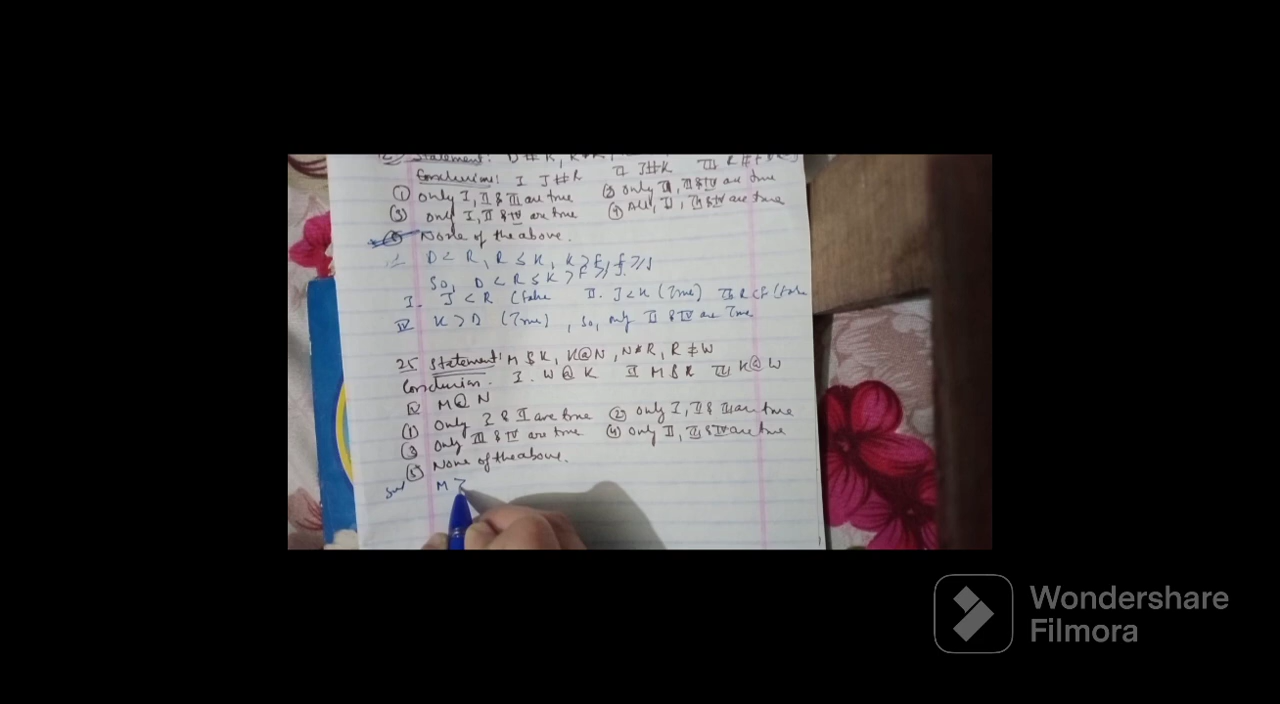 Statement: D # R, K
Conclusion: I J # R II J # K III R # F
① Only I, II & III are true ② Only II, III & IV are true
③ Only I, II & IV are true ④ All I, II, III & IV are true
⑤ None of the above.
D < R, R ≤ K, K > F, F ≥ J
So, D < R ≤ K > F ≥ J.
I. J < R (false II. J < K (True) III R < F (false
IV K > D (True), So, only II & IV are True
25 Statement: M $ K, K @ N, N * R, R # W
Conclusion. I. W @ K II M $ R III K @ W
IV M @ N
① Only I & II are true ② Only I, II & III are true
③ Only III & IV are true ④ Only II, III & IV are true
⑤ None of the above.
M >
Wondershare
Filmora